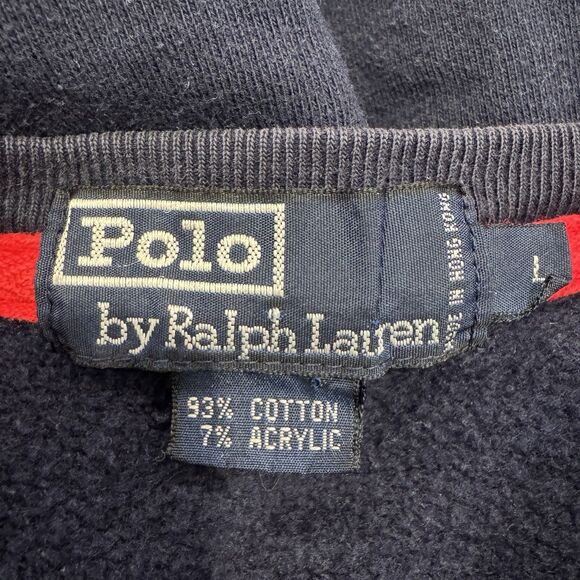 Polo
by Ralph Lauren
MADE IN HONG KONG
L
93% COTTON
7% ACRYLIC